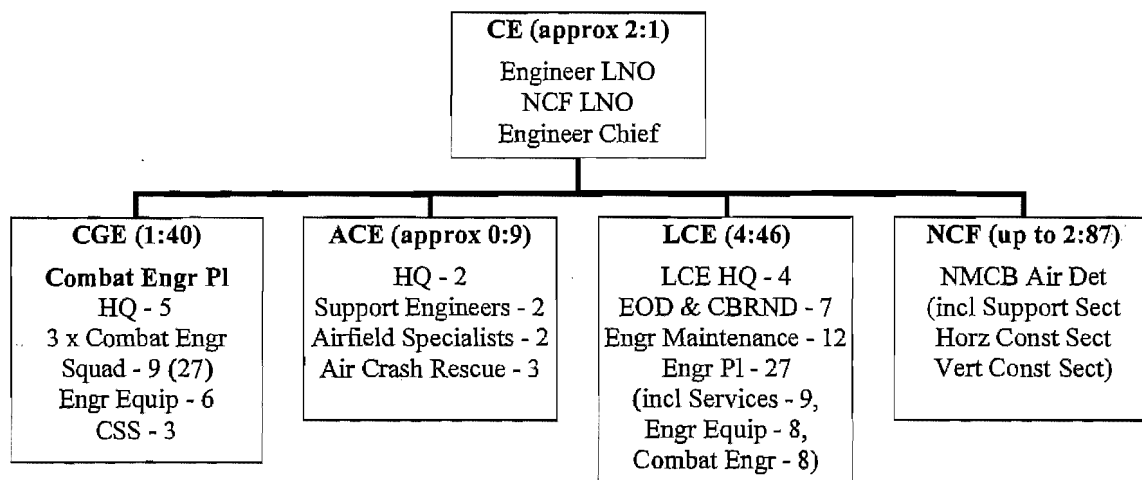 CE (approx 2:1)
Engineer LNO
NCF LNO
Engineer Chief
CGE (1:40)
Combat Engr Pl
HQ - 5
3 x Combat Engr
Squad - 9 (27)
Engr Equip - 6
CSS - 3
ACE (approx 0:9)
HQ - 2
Support Engineers - 2
Airfield Specialists - 2
Air Crash Rescue - 3
LCE (4:46)
LCE HQ - 4
EOD & CBRND - 7
Engr Maintenance - 12
Engr Pl - 27
(incl Services - 9,
Engr Equip - 8,
Combat Engr - 8)
NCF (up to 2:87)
NMCB Air Det
(incl Support Sect
Horz Const Sect
Vert Const Sect)